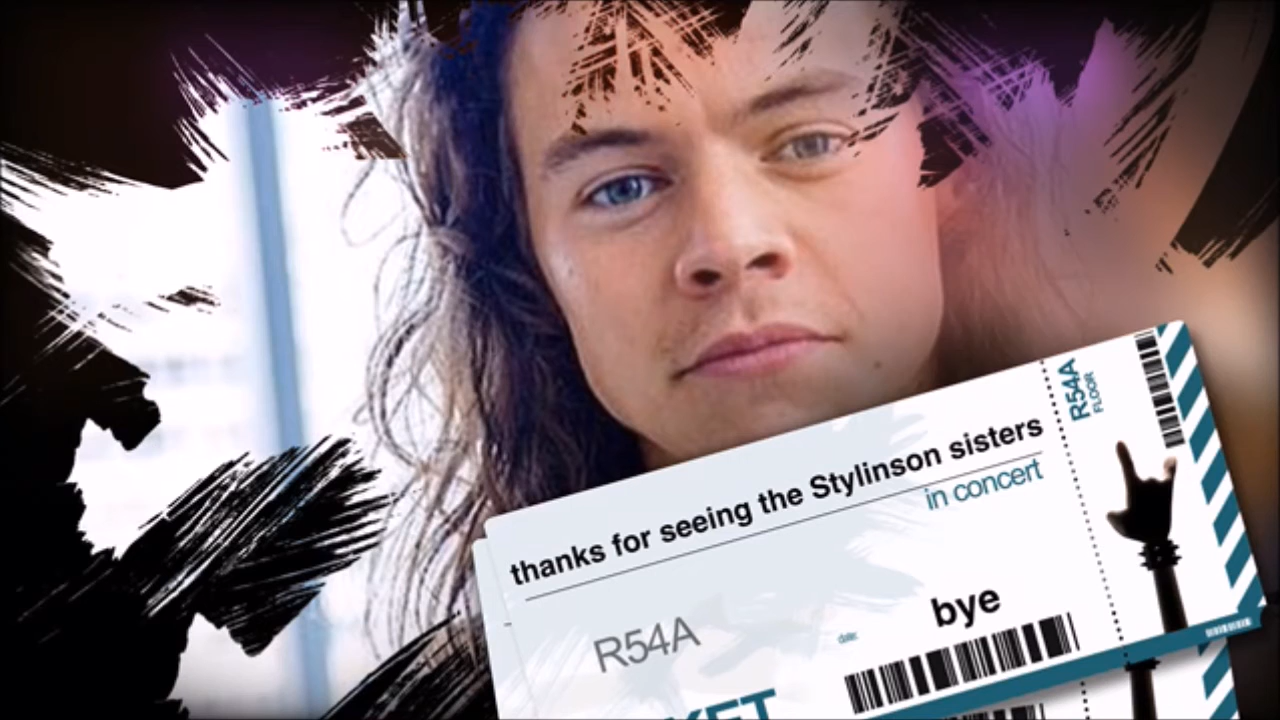 thanks for seeing the Stylinson sisters
in concert
R54A
FLOOR
R54A
date:
bye